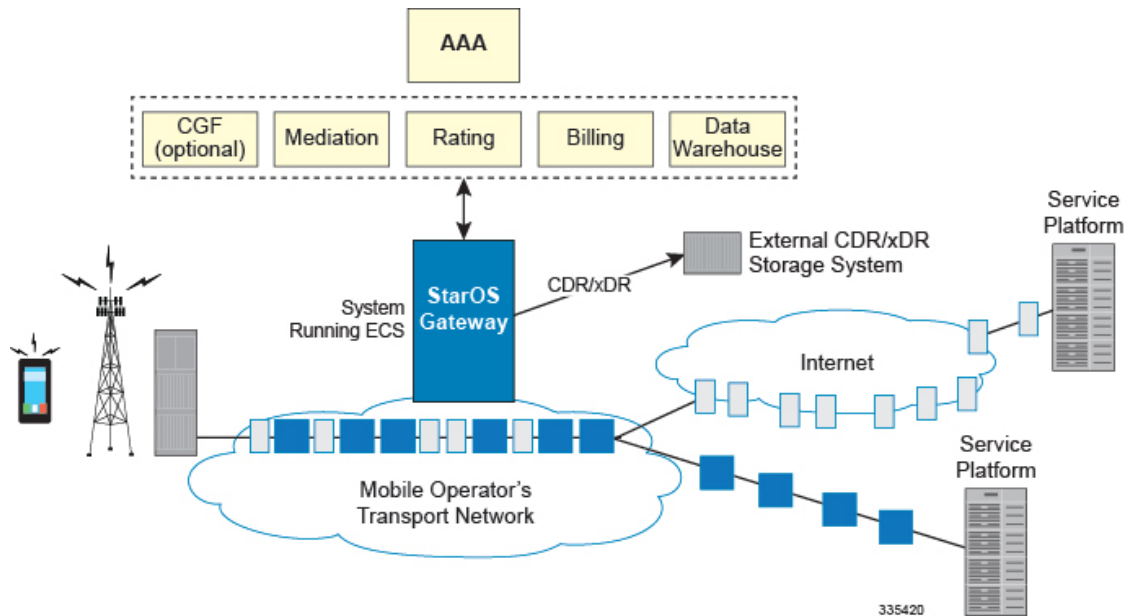 AAA
CGF
(optional)
Mediation
Rating
Billing
Data
Warehouse
Service
Platform
External CDR/xDR
Storage System
CDR/xDR
StarOS
Gateway
System
Running ECS
Internet
Service
Platform
Mobile Operator's
Transport Network
335420